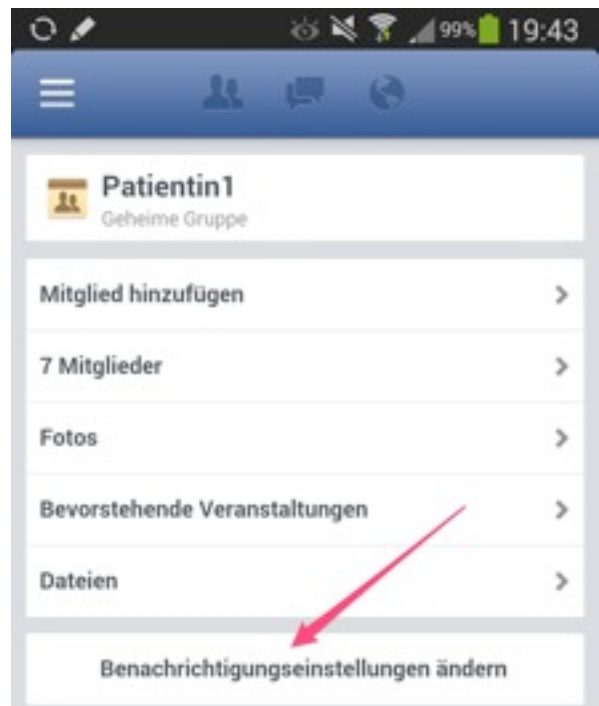 99% 19:43
Patientin1
Geheime Gruppe
Mitglied hinzufügen
7 Mitglieder
Fotos
Bevorstehende Veranstaltungen
Dateien
Benachrichtigungseinstellungen ändern